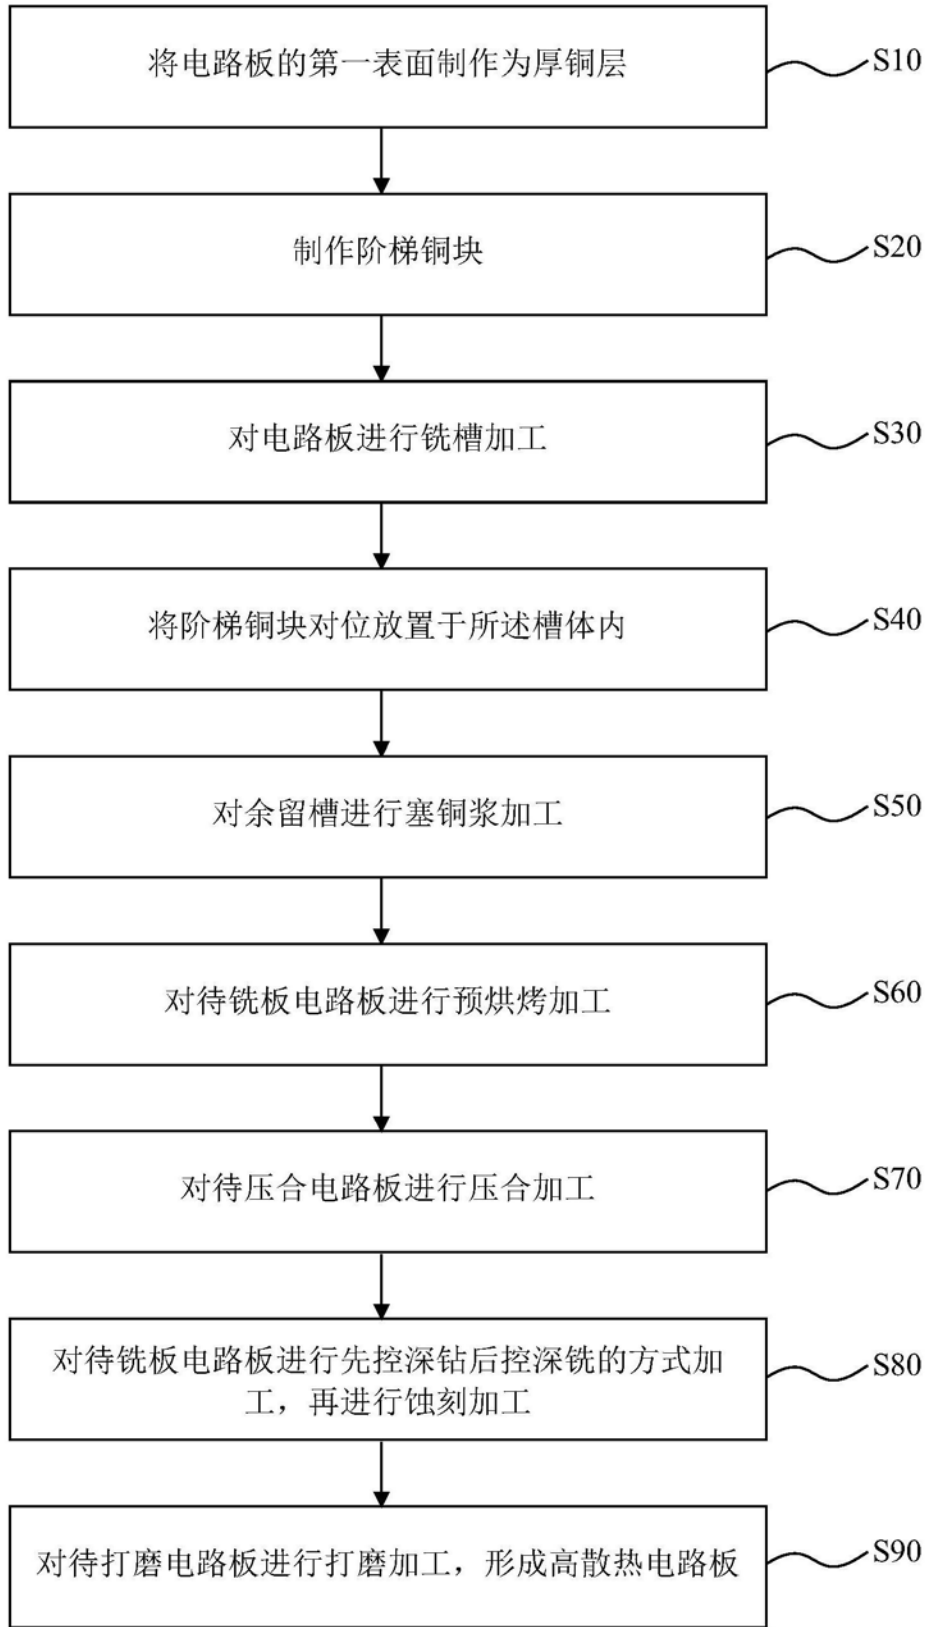 将电路板的第一表面制作为厚铜层
S10
制作阶梯铜块
S20
对电路板进行铣槽加工
S30
将阶梯铜块对位放置于所述槽体内
S40
对余留槽进行塞铜浆加工
S50
对待铣板电路板进行预烘烤加工
S60
对待压合电路板进行压合加工
S70
对待铣板电路板进行先控深钻后控深铣的方式加
工，再进行蚀刻加工
S80
对待打磨电路板进行打磨加工，形成高散热电路板
S90